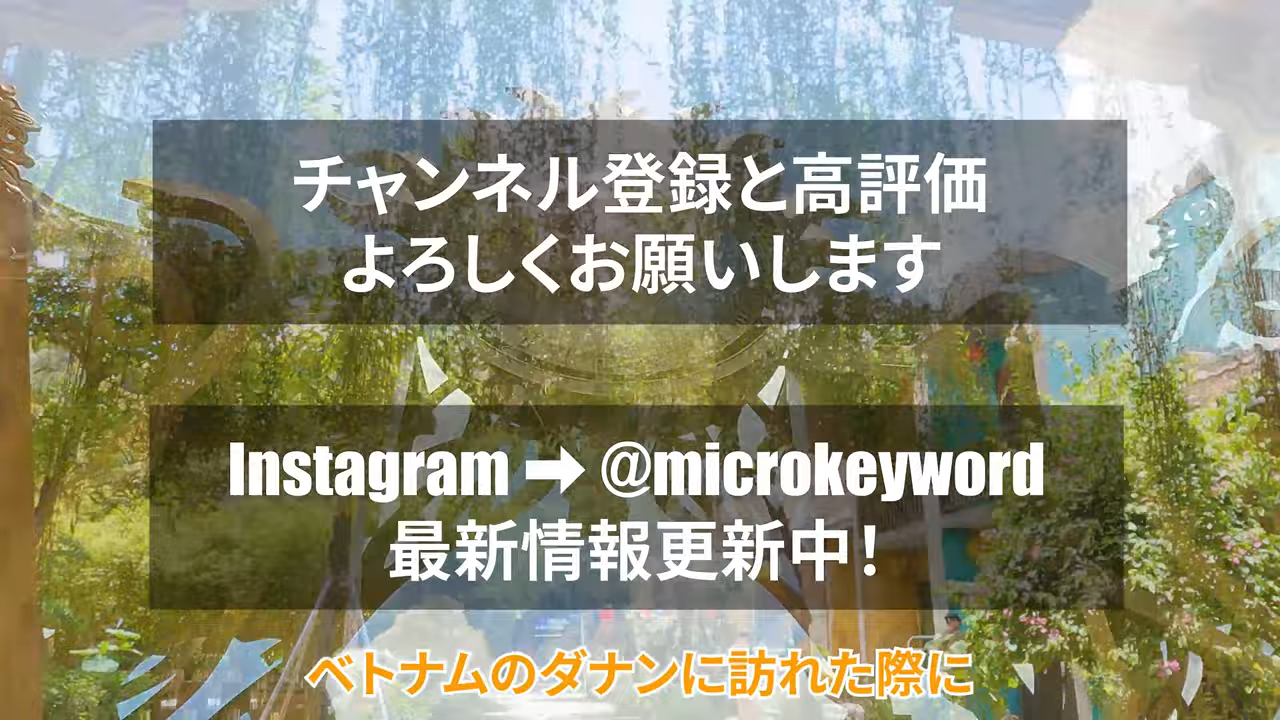 チャンネル登録と高評価
よろしくお願いします
Instagram ➡ @microkeyword
最新情報更新中!
ベトナムのダナンに訪れた際に